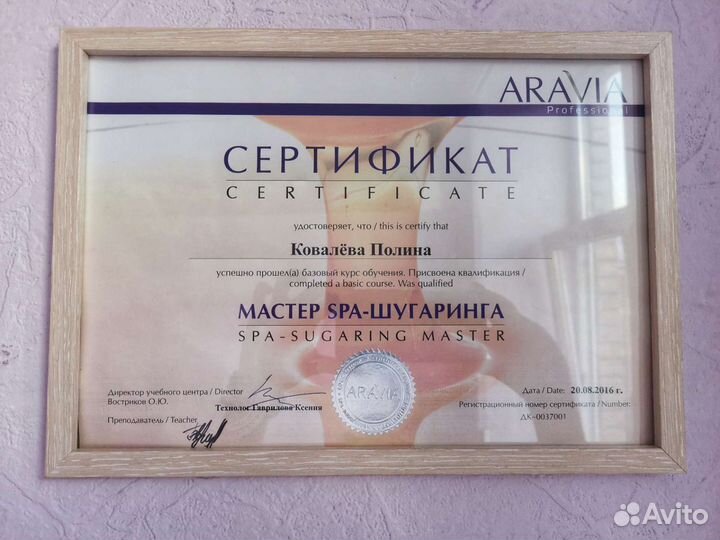 ARAVIA
Professional
СЕРТИФИКАТ
CERTIFICATE
удостоверяет, что / this is certify that
Ковалёва Полина
успешно прошел(а) базовый курс обучения. Присвоена квалификация /
completed a basic course. Was qualified
МАСТЕР SPA-ШУГАРИНГА
SPA-SUGARING MASTER
ARAVIA
Директор учебного центра / Director
Востриков О.Ю.
Технолог Гаврилова Ксения
Преподаватель / Teacher
Дата / Date: 20.08.2016 г.
Регистрационный номер сертификата / Number:
ДК-0037001
Avito